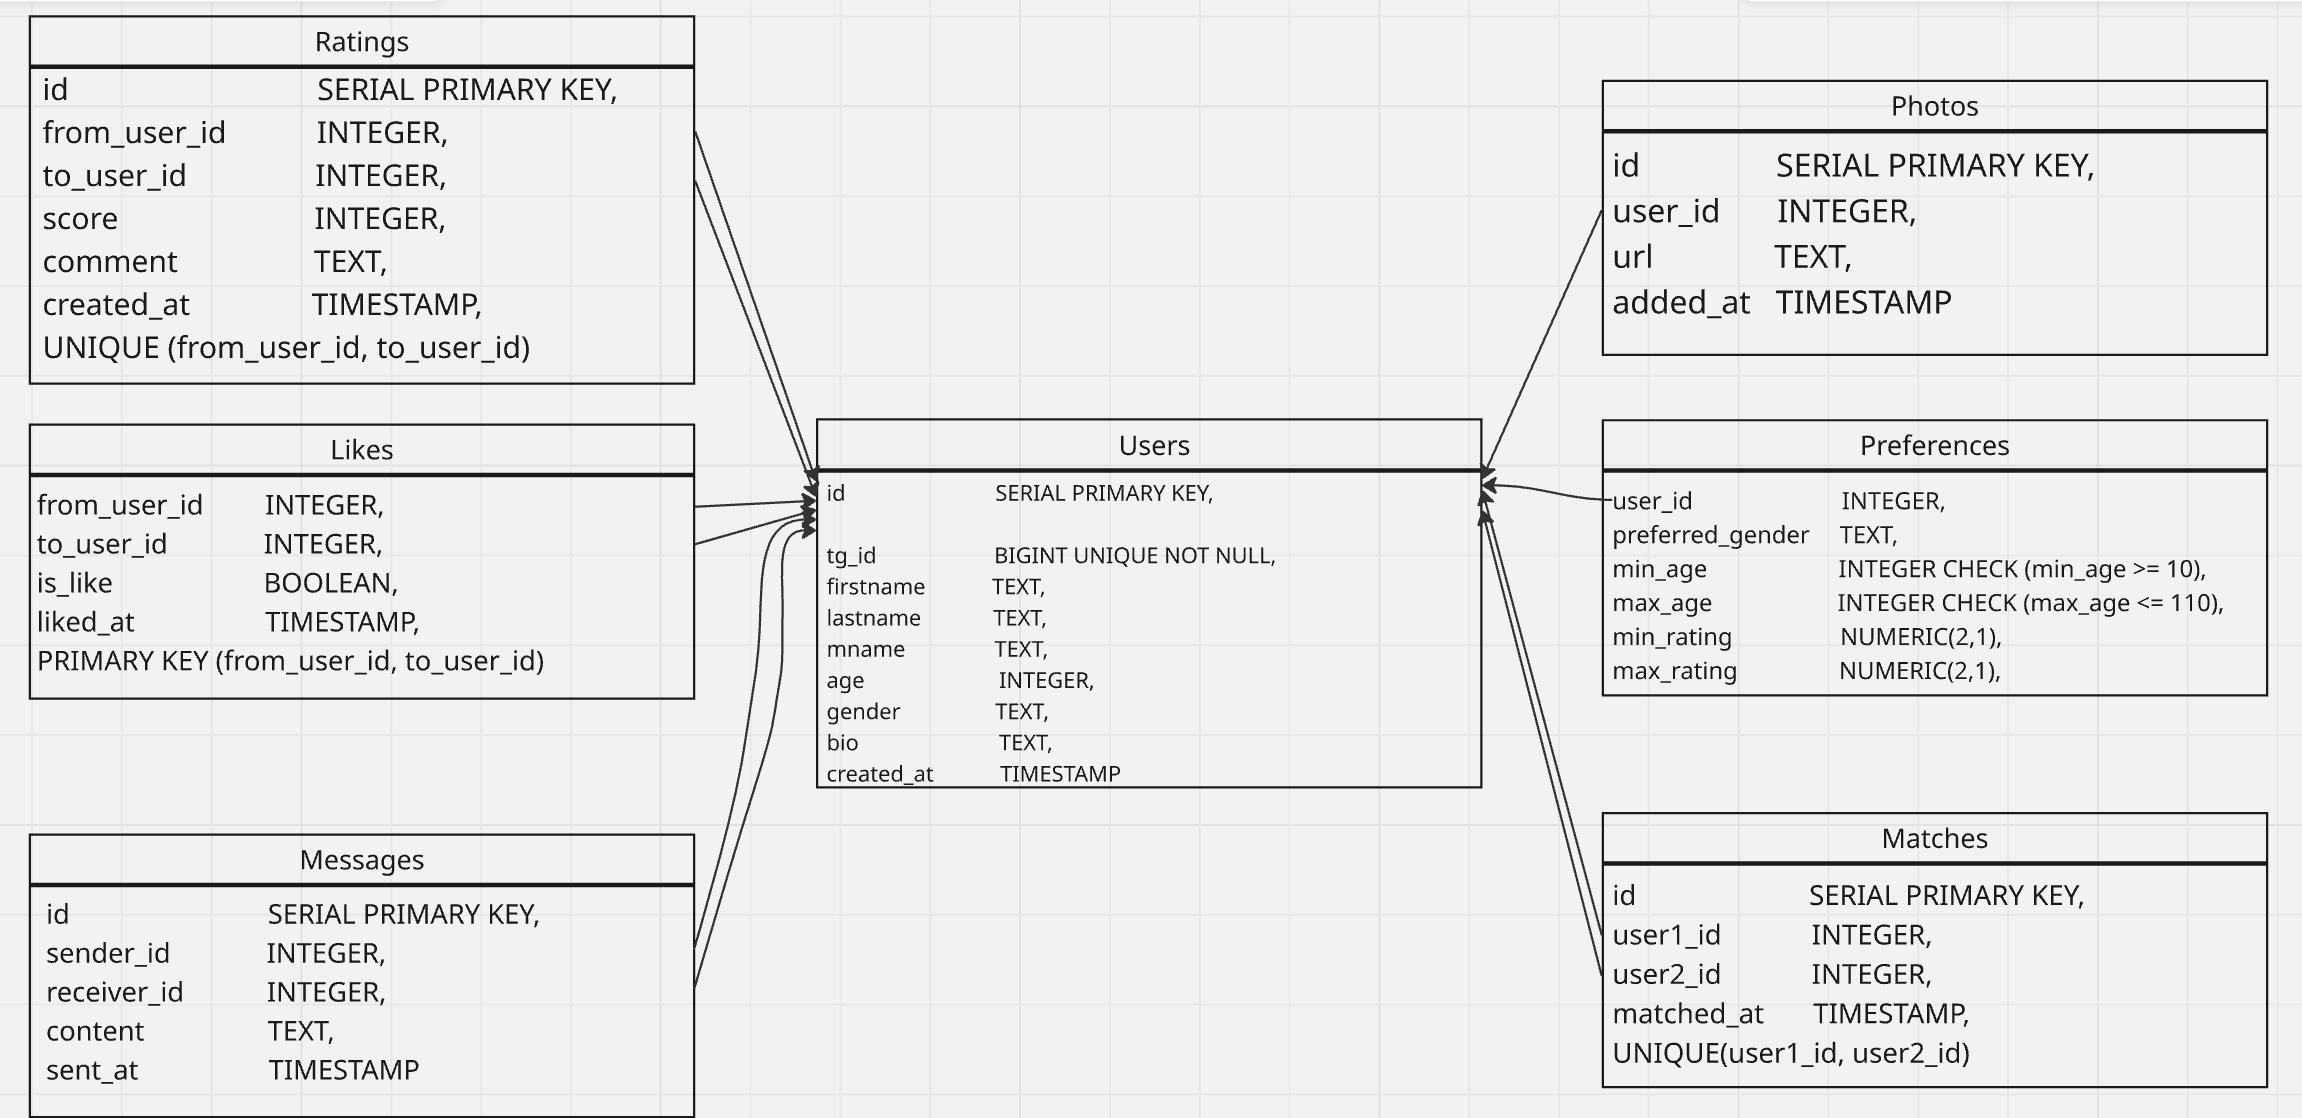 Ratings
id SERIAL PRIMARY KEY,
from_user_id INTEGER,
to_user_id INTEGER,
score INTEGER,
comment TEXT,
created_at TIMESTAMP,
UNIQUE (from_user_id, to_user_id)
Likes
from_user_id INTEGER,
to_user_id INTEGER,
is_like BOOLEAN,
liked_at TIMESTAMP,
PRIMARY KEY (from_user_id, to_user_id)
Messages
id SERIAL PRIMARY KEY,
sender_id INTEGER,
receiver_id INTEGER,
content TEXT,
sent_at TIMESTAMP
Users
id SERIAL PRIMARY KEY,
tg_id BIGINT UNIQUE NOT NULL,
firstname TEXT,
lastname TEXT,
mname TEXT,
age INTEGER,
gender TEXT,
bio TEXT,
created_at TIMESTAMP
Photos
id SERIAL PRIMARY KEY,
user_id INTEGER,
url TEXT,
added_at TIMESTAMP
Preferences
user_id INTEGER,
preferred_gender TEXT,
min_age INTEGER CHECK (min_age >= 10),
max_age INTEGER CHECK (max_age <= 110),
min_rating NUMERIC(2,1),
max_rating NUMERIC(2,1),
Matches
id SERIAL PRIMARY KEY,
user1_id INTEGER,
user2_id INTEGER,
matched_at TIMESTAMP,
UNIQUE(user1_id, user2_id)